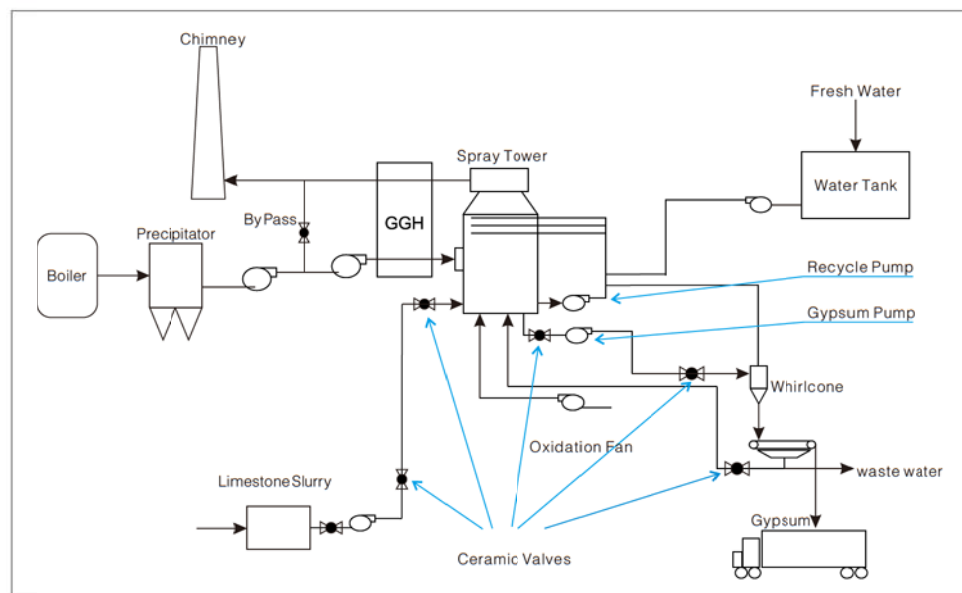 Chimney
Fresh Water
Spray Tower
Water Tank
By Pass
GGH
Precipitator
Boiler
Recycle Pump
Gypsum Pump
Whirlcone
Oxidation Fan
waste water
Limestone Slurry
Gypsum
Ceramic Valves